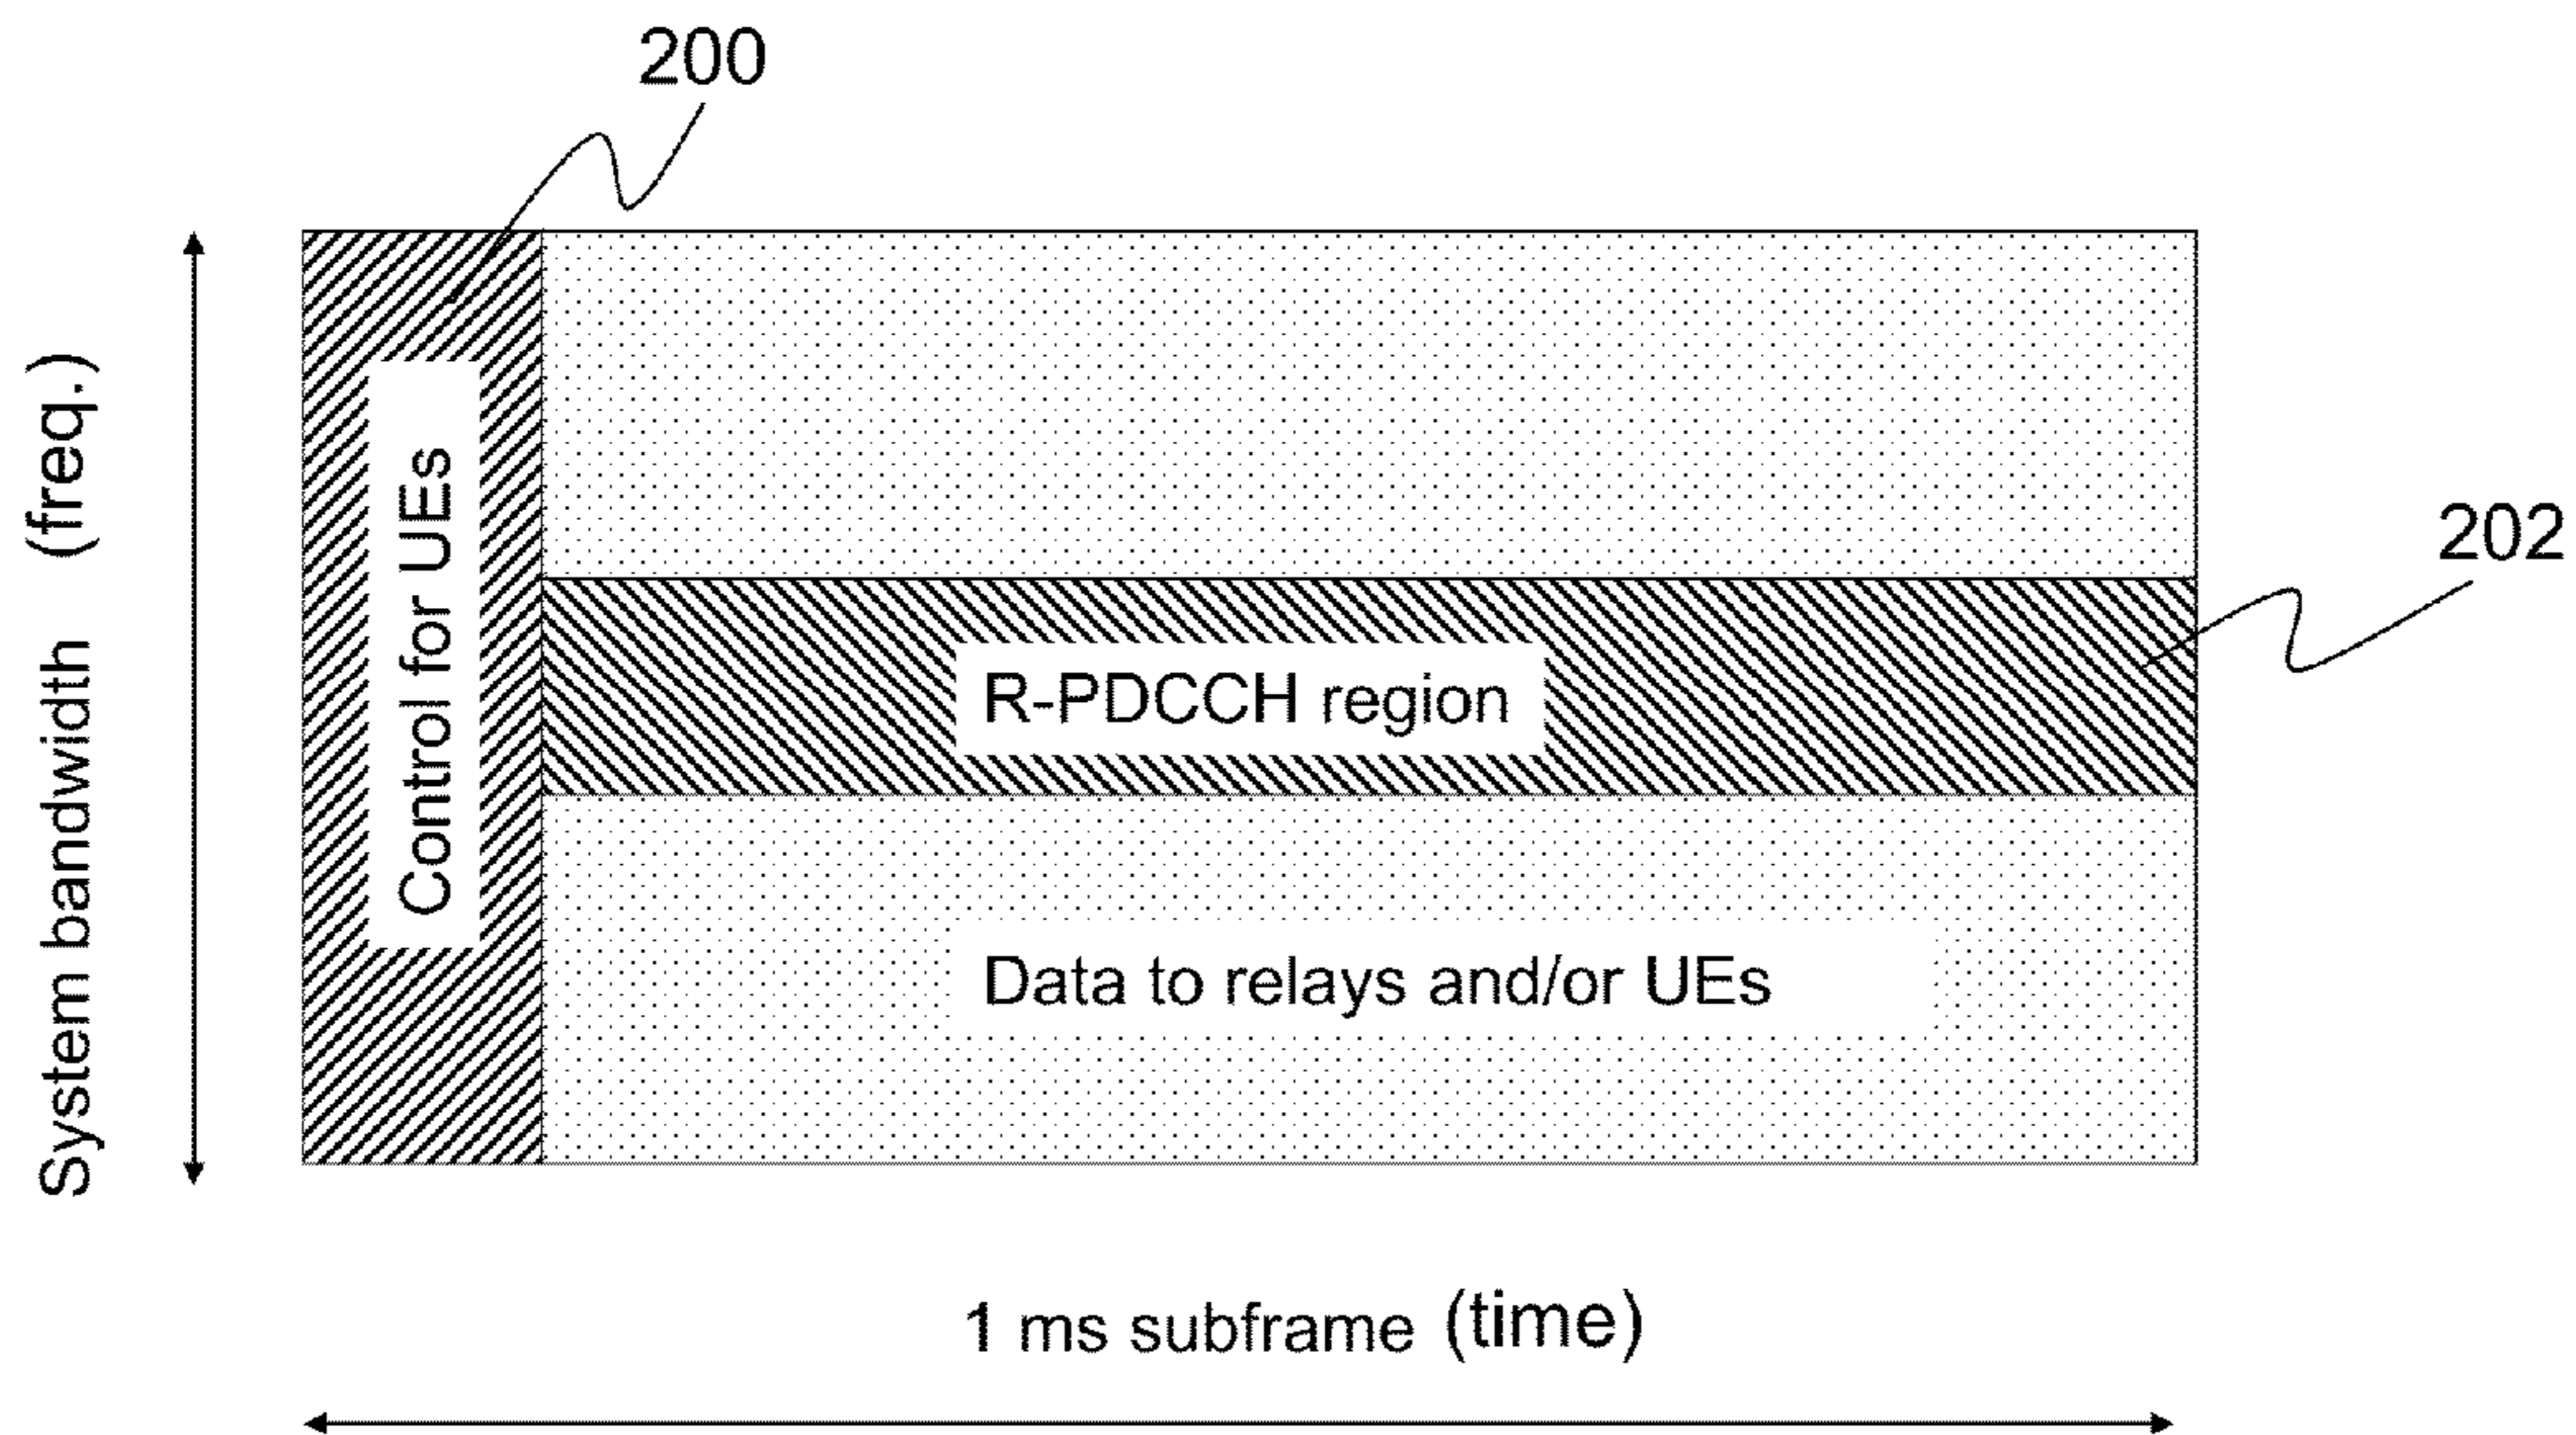 200
System bandwidth (freq.)
Control for UEs
202
R-PDCCH region
Data to relays and/or UEs
1 ms subframe (time)